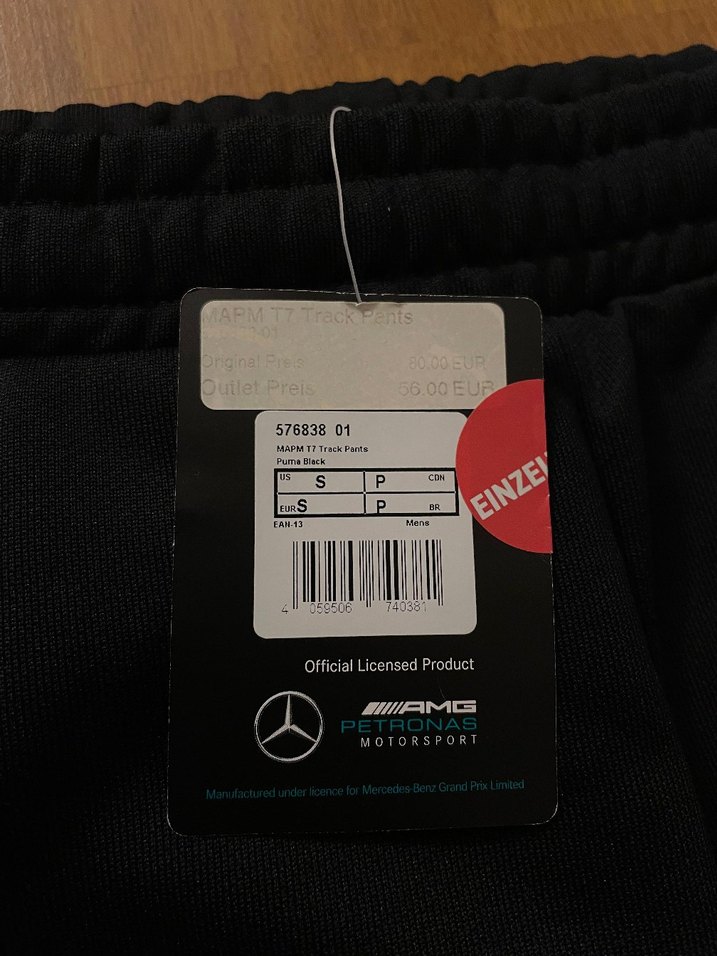 MAPM T7 Track Pants
Original Preis 80.00 EUR
Outlet Preis 56.00 EUR
EINZEL
576838 01
MAPM T7 Track Pants
Puma Black
US S P CDN
EUR S P BR
EAN-13 Mens
4 059506 740381
Official Licensed Product
AMG
PETRONAS
MOTORSPORT
Manufactured under licence for Mercedes-Benz Grand Prix Limited